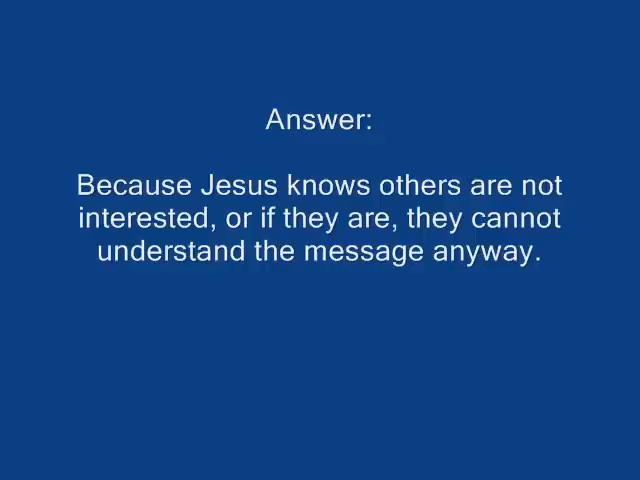 Answer:
Because Jesus knows others are not
interested, or if they are, they cannot
understand the message anyway.